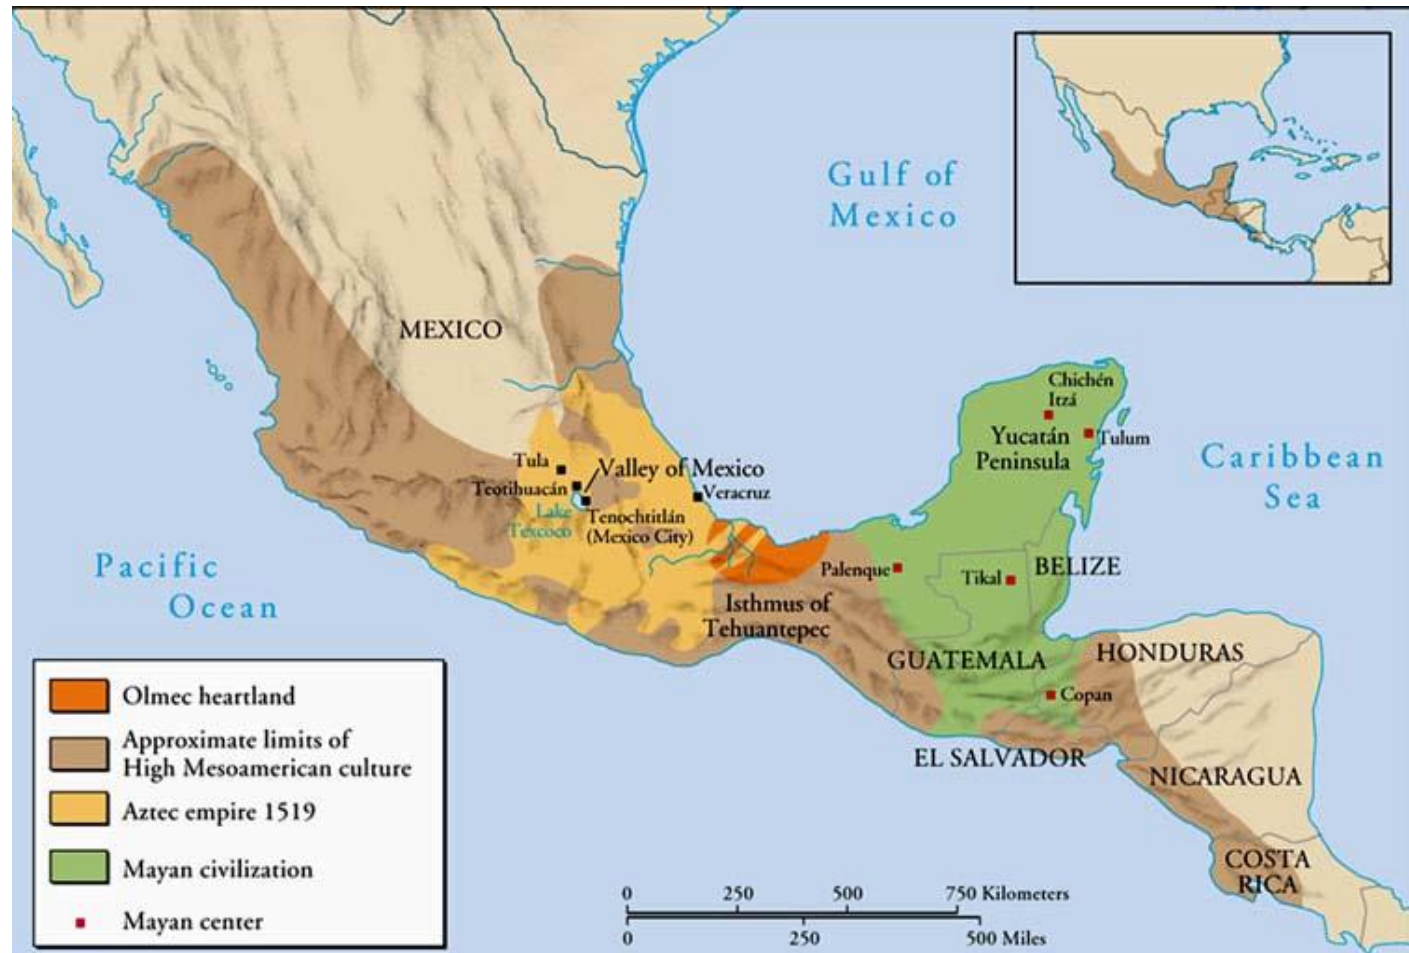 Gulf of
Mexico
MEXICO
Chichén
Itzá
Yucatán
Peninsula
Tulum
Caribbean
Sea
Tula
Valley of Mexico
Teotihuacán
Veracruz
Lake
Texcoco
Tenochtitlán
(Mexico City)
Pacific
Ocean
Palenque
Tikal
BELIZE
Isthmus of
Tehuantepec
GUATEMALA
HONDURAS
Copan
EL SALVADOR
NICARAGUA
COSTA
RICA
Olmec heartland
Approximate limits of
High Mesoamerican culture
Aztec empire 1519
Mayan civilization
Mayan center
0 250 500 750 Kilometers
0 250 500 Miles